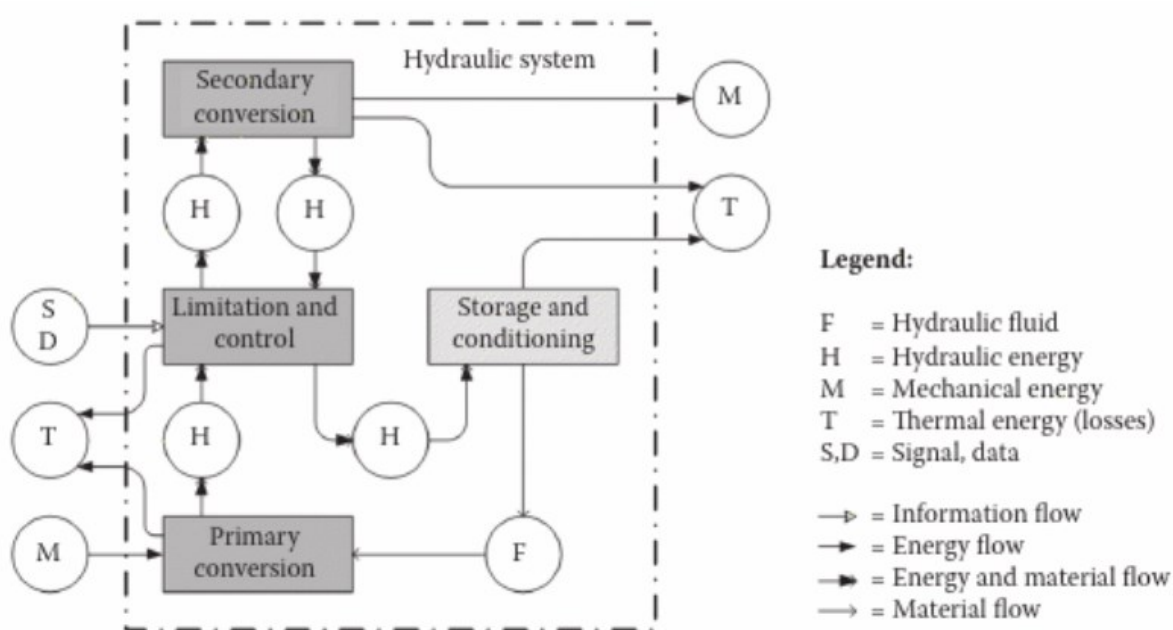 Hydraulic system
Secondary
conversion
M
T
H
H
S
D
Limitation and
control
Storage and
conditioning
T
H
H
M
Primary
conversion
F
Legend:
F = Hydraulic fluid
H = Hydraulic energy
M = Mechanical energy
T = Thermal energy (losses)
S,D = Signal, data
= Information flow
= Energy flow
= Energy and material flow
= Material flow